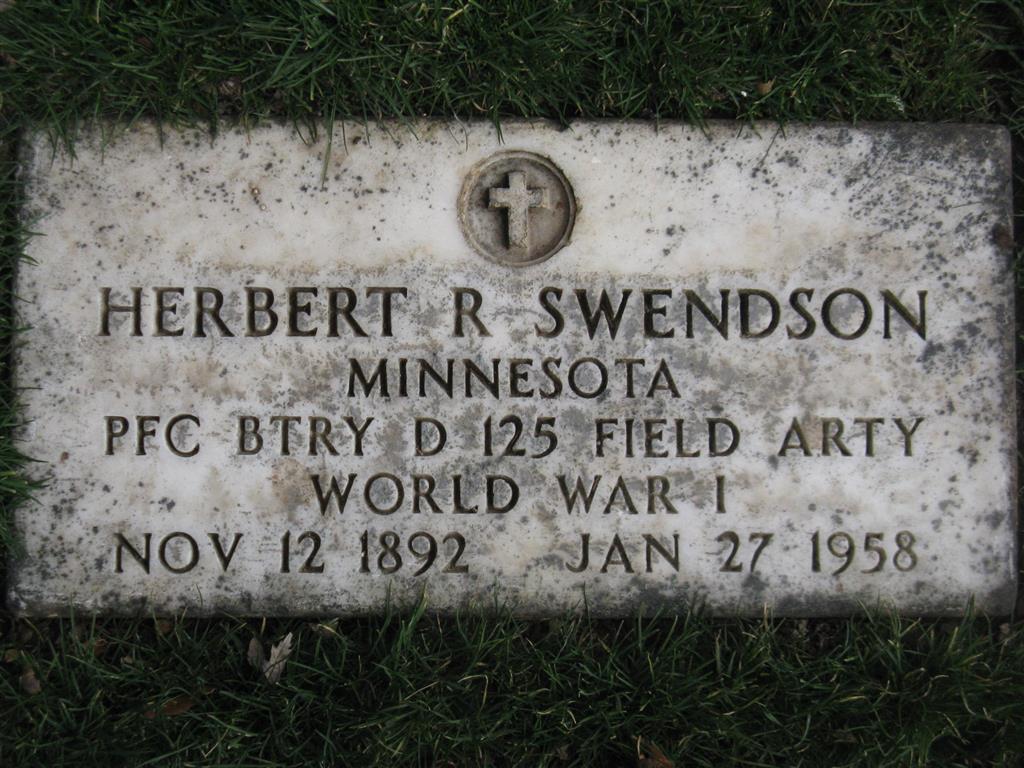 HERBERT R SWENDSON
MINNESOTA
PFC BTRY D 125 FIELD ARTY
WORLD WAR I
NOV 12 1892 JAN 27 1958